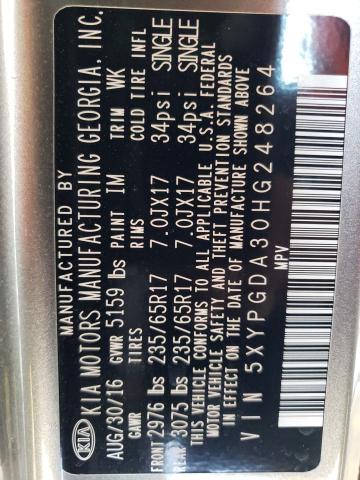 MANUFACTURED BY
KIA KIA MOTORS MANUFACTURING GEORGIA, INC.
AUG/30/16 GVWR 5159 lbs PAINT 1M TRIM WK
GAWR TIRES RIMS COLD TIRE INFL
FRONT 2976 lbs 235/65R17 7.0JX17 34psi SINGLE
REAR 3075 lbs 235/65R17 7.0JX17 34psi SINGLE
THIS VEHICLE CONFORMS TO ALL APPLICABLE U.S.A. FEDERAL
MOTOR VEHICLE SAFETY AND THEFT PREVENTION STANDARDS
IN EFFECT ON THE DATE OF MANUFACTURE SHOWN ABOVE
VIN 5XYPGDA30HG248264
MPV